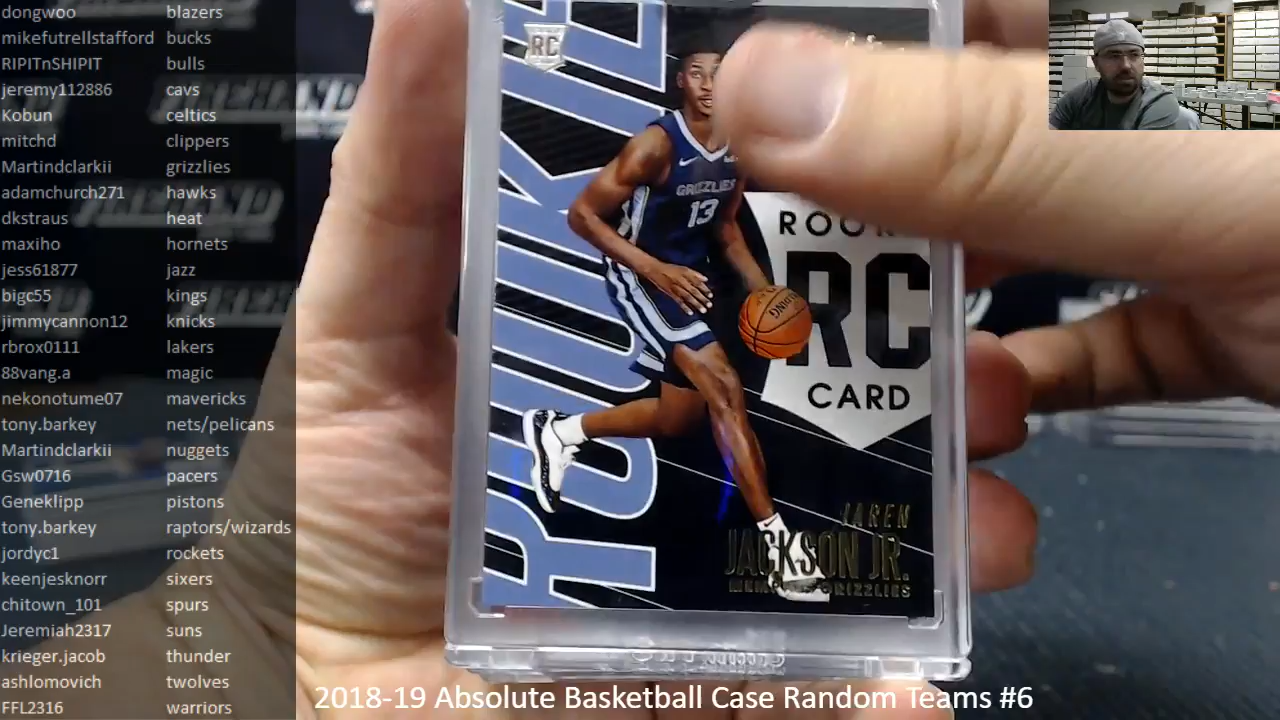 dongwoo blazers
mikefutrellstafford bucks
RIPITnSHIPIT bulls
jeremy112886 cavs
Kobun celtics
mitchd clippers
Martindclarkii grizzlies
adamchurch271 hawks
dkstraus heat
maxiho hornets
jess61877 jazz
bigc55 kings
jimmycannon12 knicks
rbrox0111 lakers
88vang.a magic
nekonotume07 mavericks
tony.barkey nets/pelicans
Martindclarkii nuggets
Gsw0716 pacers
Geneklipp pistons
tony.barkey raptors/wizards
jordyc1 rockets
keenjesknorr sixers
chitown_101 spurs
Jeremiah2317 suns
krieger.jacob thunder
ashlomovich twolves
FFL2316 warriors
RC
GRIZZLIES
13
SPALDING
RC
CARD
JAREN
JACKSON JR.
MEMPHIS GRIZZLIES
2018-19 Absolute Basketball Case Random Teams #6